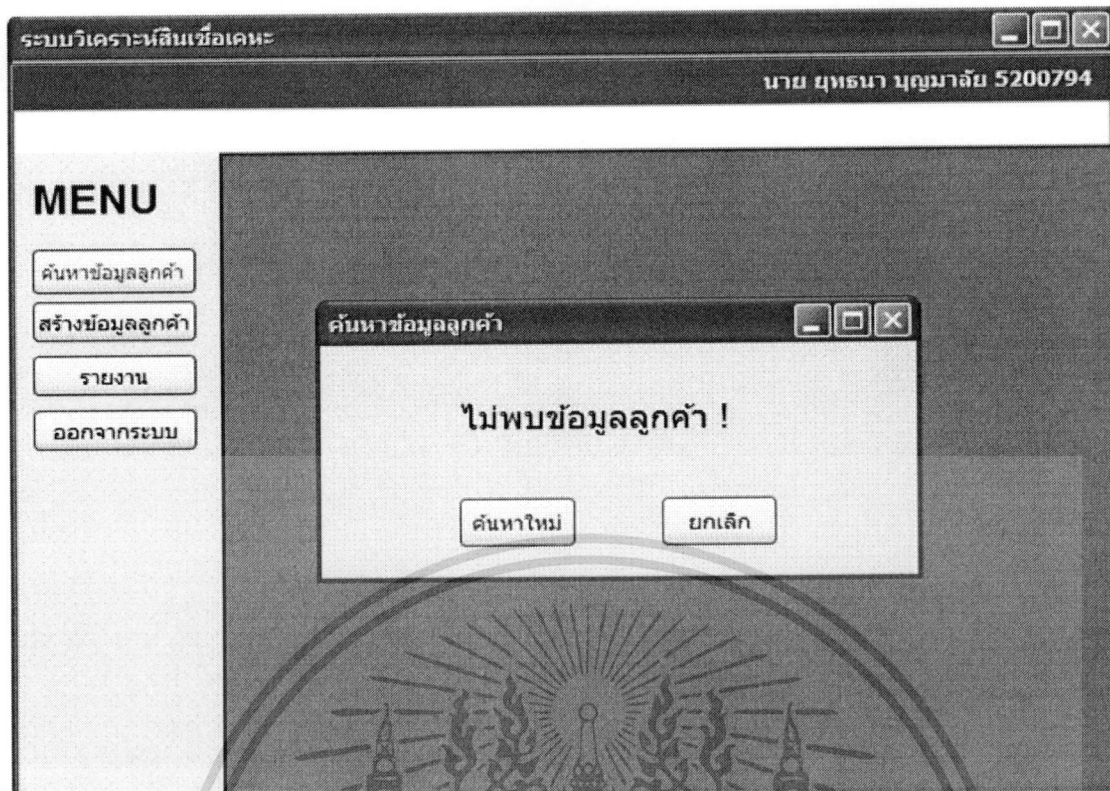 ระบบวิเคราะห์สินเชื่อเคหะ
นาย ยุทธนา บุญมาลัย 5200794
MENU
ค้นหาข้อมูลลูกค้า
สร้างข้อมูลลูกค้า
รายงาน
ออกจากระบบ
ค้นหาข้อมูลลูกค้า
ไม่พบข้อมูลลูกค้า !
ค้นหาใหม่
ยกเลิก